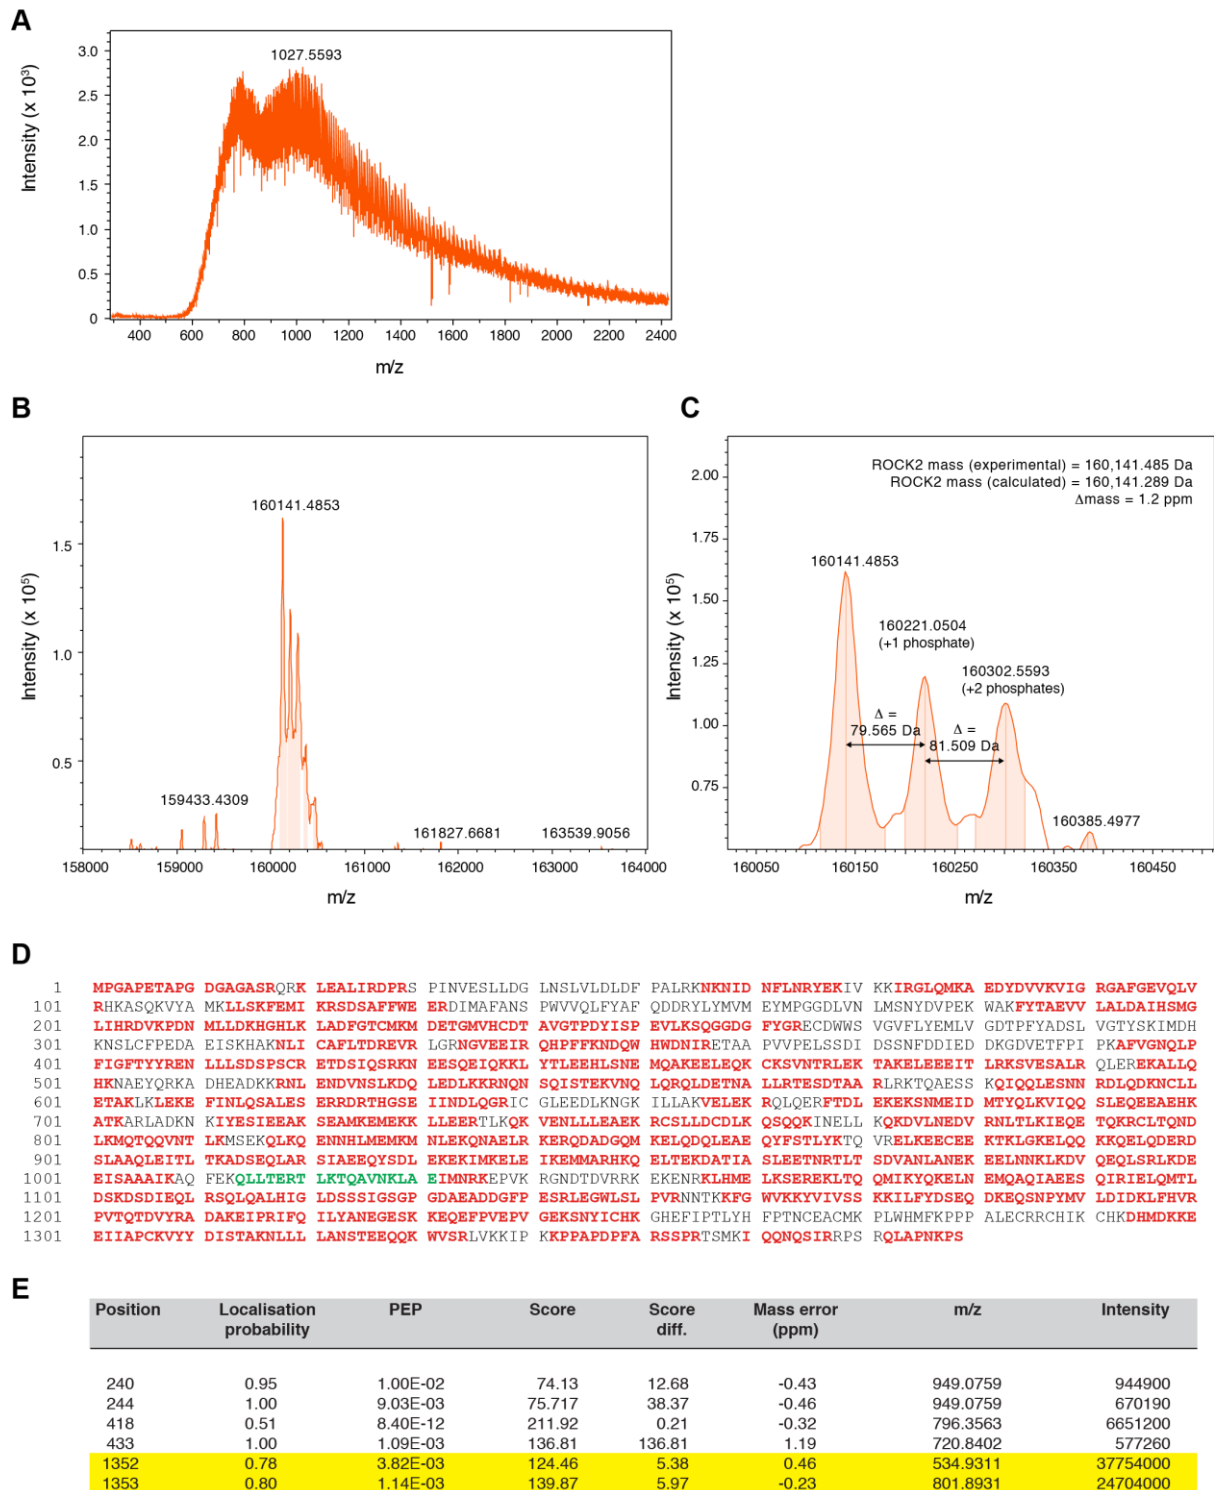 A
1027.5593
3.0
2.5
2.0
1.5
1.0
0.5
0
Intensity (x 10³)
400 600 800 1000 1200 1400 1600 1800 2000 2200 2400
m/z
B
160141.4853
1.5
1.0
0.5
Intensity (x 10⁵)
159433.4309
161827.6681
163539.9056
158000 159000 160000 161000 162000 163000 164000
m/z
C
ROCK2 mass (experimental) = 160,141.485 Da
ROCK2 mass (calculated) = 160,141.289 Da
Δmass = 1.2 ppm
2.00
1.75
1.50
1.25
1.00
0.75
Intensity (x 10⁵)
160141.4853
160221.0504
(+1 phosphate)
160302.5593
(+2 phosphates)
Δ =
79.565 Da
Δ =
81.509 Da
160385.4977
160050 160150 160250 160350 160450
m/z
D
1 MPGAPETAPG DGAGASRQRK LEALIRDPRS PINVESLLDG LNSLVLDLDF PALRKNKNID NFLNRYEKIV KKIRGLQMKA EDYDVVKVIG RGAFGEVQLV
101 RHKASQKVYA MKLLSKFEMI KRSDSAFFWE ERDIMAFANS PWVVQLFYAF QDDRYLYMVM EYMPGGDLVN LMSNYDVPEK WAKFYTAEVV LALDAIHSMG
201 LIHRDVKPDN MLLDKHGHLK LADFGTCMKM DETGMVHCDT AVGTPDYISP EVLKSQGGDG FYGRECDWWS VGVFLYEMLV GDTPFYADSL VGTYSKIMDH
301 KNSLCFPEDA EISKHAKNLI CAFLTDREVR LGRNGVEEIR QHPFFKNDQW HWDNIRETAA PVVPELSSDI DSSNFDDIED DKGDVETFPI PKAFVGNQLP
401 FIGFTYYREN LLLSDSPSCR ETDSIQSRKN EESQEIQKKL YTLEEHLSNE MQAKEELEQK CKSVNTRLEK TAKELEEEIT LRKSVESALR QLEREKALLQ
501 HKNAEYQRKA DHEADKKRNL ENDVNSLKDQ LEDLKKRNQN SQISTEKVNQ LQRQLDETNA LLRTESDTAA RLRKTQAESS KQIQQLESNN RDLQDKNCLL
601 ETAKLKLEKE FINLQSALES ERRDRTHGSE IINDLQGRIC GLEEDLKNGK ILLAKVELEK RQLQERFTDL EKEKSNMEID MTYQLKVIQQ SLEQEEAEHK
701 ATKARLADKN KIYESIEEAK SEAMKEMEKK LLEERTLKQK VENLLLEAEK RCSLLDCDLK QSQQKINELL KQKDVLNEDV RNLTLKIEQE TQKRCLTQND
801 LKMQTQQVNT LKMSEKQLKQ ENNHLMEMKM NLEKQNAELR KERQDADGQM KELQDQLEAE QYFSTLYKTQ VRELKEECEE KTKLGKELQQ KKQELQDERD
901 SLAAQLEITL TKADSEQLAR SIAEEQYSDL EKEKIMKELE IKEMMARHKQ ELTEKDATIA SLEETNRTLT SDVANLANEK EELNNKLKDV QEQLSRLKDE
1001 EISAAAIKAQ FEKQLLTERT LKTQAVNKLA EIMNRKEPVK RGNDTDVRRK EKENRKLHME LKSEREKLTQ QMIKYQKELN EMQAQIAEES QIRIELQMTL
1101 DSKDSDIEQL RSQLQALHIG LDSSSIGSGP GDAEADDGFP ESRLEGWLSL PVRNNTKKFG WVKKYVIVSS KKILFYDSEQ DKEQSNPYMV LDIDKLFHVR
1201 PVTQTDVYRA DAKEIPRIFQ ILYANEGESK KEQEFPVEPV GEKSNYICHK GHEFIPTLYH FPTNCEACMK PLWHMFKPPP ALECRRCHIK CHKDHMDKKE
1301 EIIAPCKVYY DISTAKNLLL LANSTEEQQK WVSRLVKKIP KKPPAPDPFA RSSPRTSMKI QQNQSIRRPS RQLAPNKPS
E
Position Localisation probability PEP Score Score diff. Mass error (ppm) m/z Intensity
240 0.95 1.00E-02 74.13 12.68 -0.43 949.0759 944900
244 1.00 9.03E-03 75.717 38.37 -0.46 949.0759 670190
418 0.51 8.40E-12 211.92 0.21 -0.32 796.3563 6651200
433 1.00 1.09E-03 136.81 136.81 1.19 720.8402 577260
1352 0.78 3.82E-03 124.46 5.38 0.46 534.9311 37754000
1353 0.80 1.14E-03 139.87 5.97 -0.23 801.8931 24704000